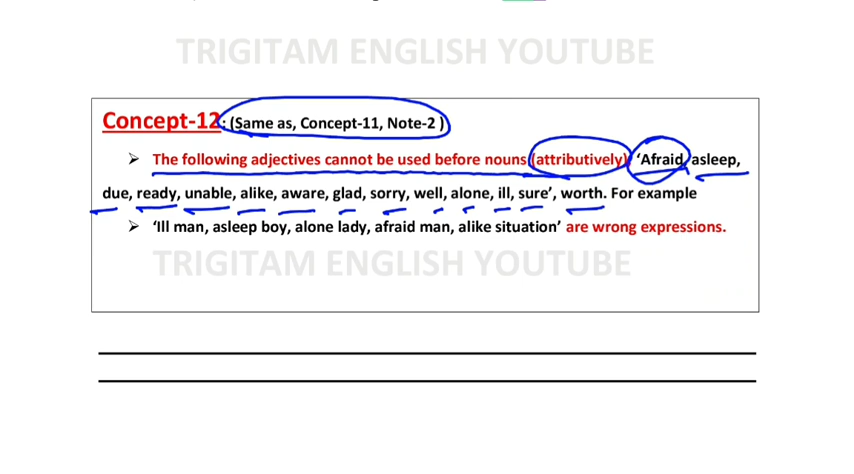 TRIGITAM ENGLISH YOUTUBE
Concept-12: (Same as, Concept-11, Note-2 )
➢ The following adjectives cannot be used before nouns (attributively) ‘Afraid, asleep,
due, ready, unable, alike, aware, glad, sorry, well, alone, ill, sure’, worth. For example
➢ ‘Ill man, asleep boy, alone lady, afraid man, alike situation’ are wrong expressions.
TRIGITAM ENGLISH YOUTUBE